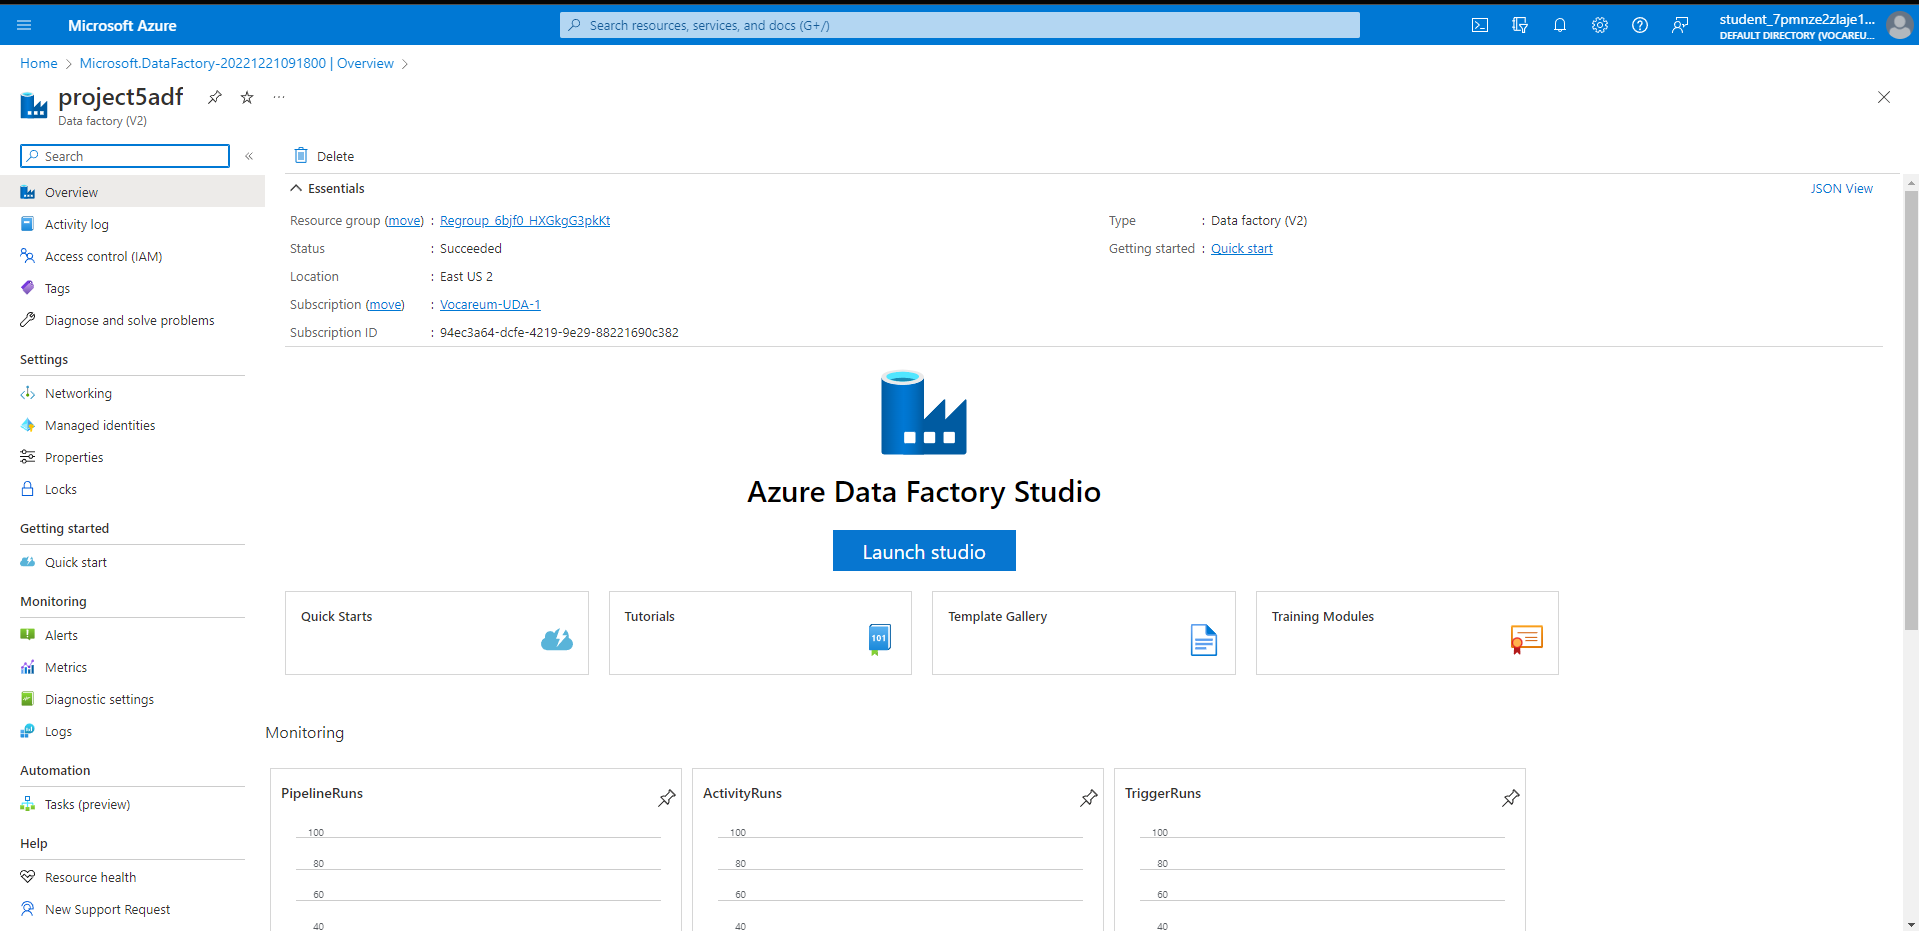 Microsoft Azure
Search resources, services, and docs (G+/)
student_7pmnze2zlaje1...
DEFAULT DIRECTORY (VOCAREU...
Home > Microsoft.DataFactory-20221221091800 | Overview >
project5adf
Data factory (V2)
Search
Delete
Overview
Activity log
Access control (IAM)
Tags
Diagnose and solve problems
Settings
Networking
Managed identities
Properties
Locks
Getting started
Quick start
Monitoring
Alerts
Metrics
Diagnostic settings
Logs
Automation
Tasks (preview)
Help
Resource health
New Support Request
Essentials
JSON View
Resource group (move) : Regroup_6bjf0_HXGkgG3pkKt
Status : Succeeded
Location : East US 2
Subscription (move) : Vocareum-UDA-1
Subscription ID : 94ec3a64-dcfe-4219-9e29-88221690c382
Type : Data factory (V2)
Getting started : Quick start
Azure Data Factory Studio
Launch studio
Quick Starts
Tutorials
101
Template Gallery
Training Modules
Monitoring
PipelineRuns
100
80
60
40
ActivityRuns
100
80
60
40
TriggerRuns
100
80
60
40